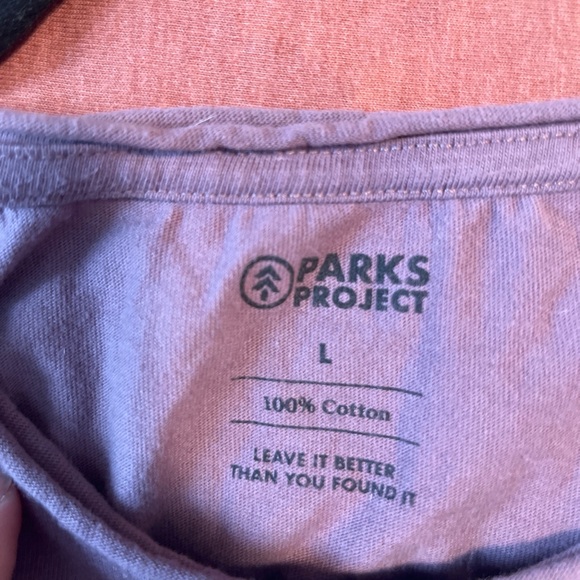 PARKS
PROJECT
L
100% Cotton
LEAVE IT BETTER
THAN YOU FOUND IT